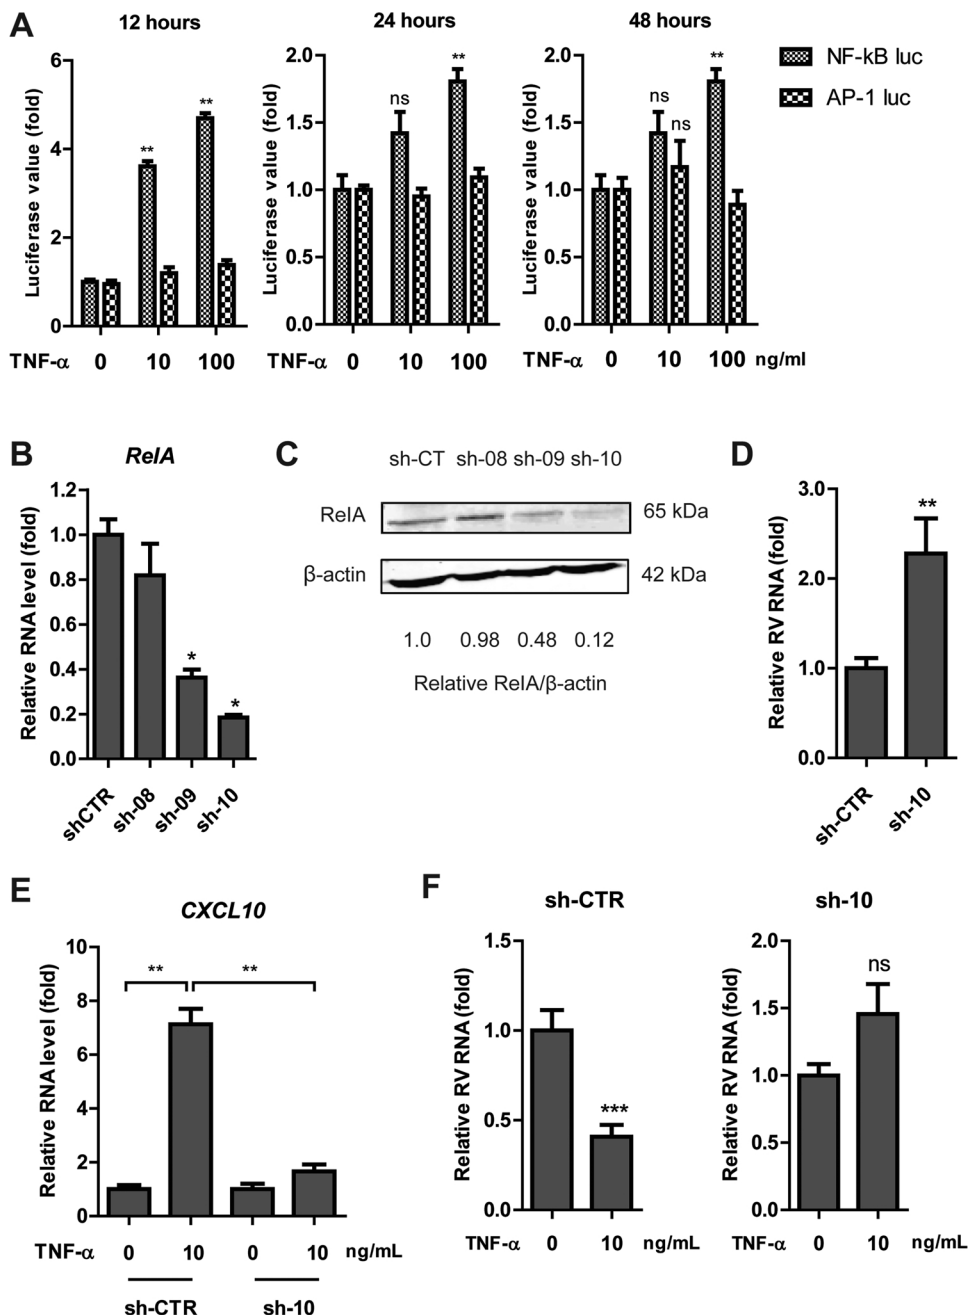 A
12 hours
24 hours
48 hours
NF-kB luc
AP-1 luc
Luciferase value (fold)
6
4
2
0
**
**
TNF-α 0 10 100
Luciferase value (fold)
2.0
1.5
1.0
0.5
0.0
ns
**
TNF-α 0 10 100
Luciferase value (fold)
2.0
1.5
1.0
0.5
0.0
ns
ns
**
TNF-α 0 10 100 ng/ml
B
RelA
Relative RNA level (fold)
1.2
1.0
0.8
0.6
0.4
0.2
0.0
*
*
shCTR
sh-08
sh-09
sh-10
C
sh-CT sh-08 sh-09 sh-10
RelA
65 kDa
β-actin
42 kDa
1.0 0.98 0.48 0.12
Relative RelA/β-actin
D
Relative RV RNA (fold)
3.0
2.0
1.0
0.0
**
sh-CTR
sh-10
E
CXCL10
Relative RNA level (fold)
10
8
6
4
2
0
**
**
TNF-α 0 10 0 10 ng/mL
sh-CTR sh-10
F
sh-CTR
Relative RV RNA (fold)
1.5
1.0
0.5
0.0
***
TNF-α 0 10 ng/mL
sh-10
Relative RV RNA (fold)
2.0
1.5
1.0
0.5
0.0
ns
TNF-α 0 10 ng/mL